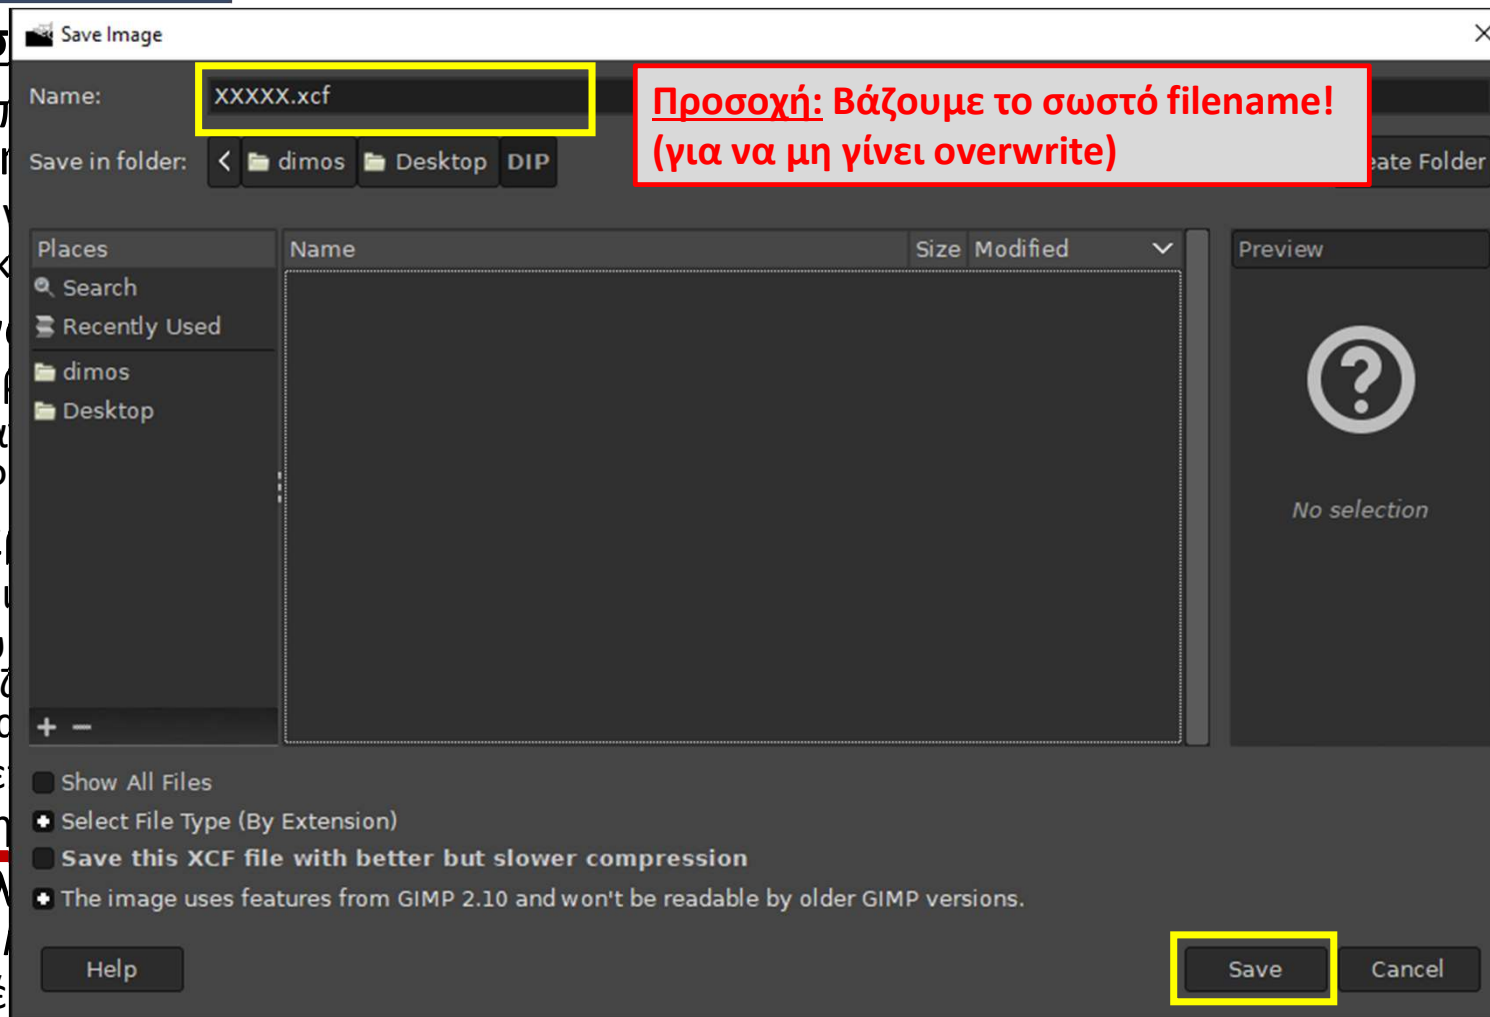 Save Image
Name:
XXXXX.xcf
Προσοχή: Βάζουμε το σωστό filename!
(για να μη γίνει overwrite)
Save in folder:
dimos
Desktop
DIP
Folder
Places
Name
Size
Modified
Preview
Search
Recently Used
dimos
Desktop
No selection
Show All Files
Select File Type (By Extension)
Save this XCF file with better but slower compression
The image uses features from GIMP 2.10 and won't be readable by older GIMP versions.
Help
Save
Cancel